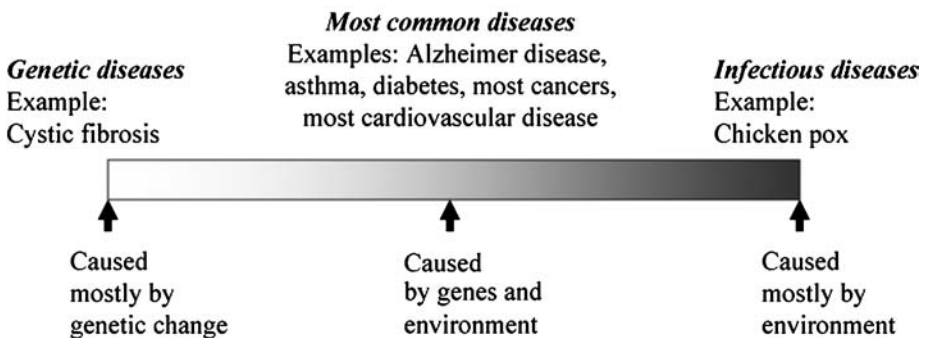 Most common diseases
Examples: Alzheimer disease,
asthma, diabetes, most cancers,
most cardiovascular disease
Genetic diseases
Example:
Cystic fibrosis
Infectious diseases
Example:
Chicken pox
Caused
mostly by
genetic change
Caused
by genes and
environment
Caused
mostly by
environment